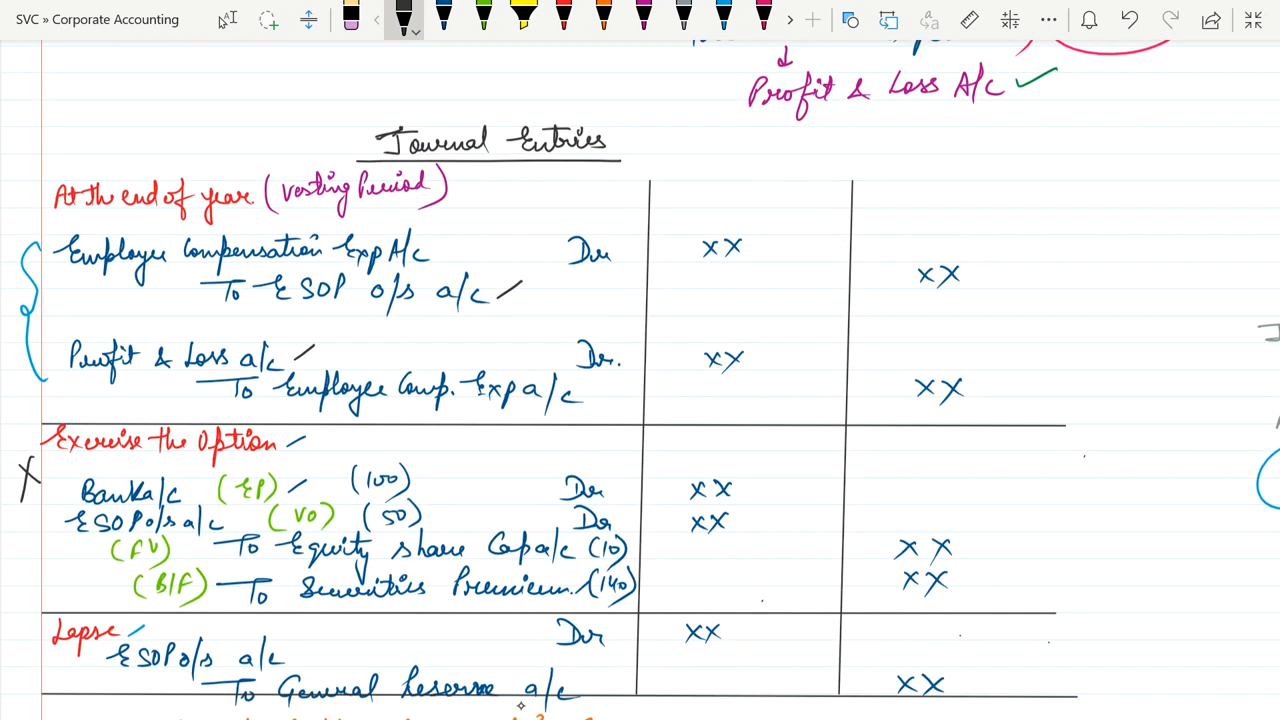 SVC » Corporate Accounting
Profit & Loss A/C ✓
Journal Entries
At the end of year (Vesting Period)
Employee Compensation Exp A/c Dr XX
To ESOP o/s a/c XX
Profit & Loss a/c Dr. XX
To Employee Comp. Exp a/c XX
Exercise the Option
X
Bank a/c (EP) (100) Dr XX
ESOP o/s a/c (VO) (50) Dr XX
(FV) To Equity share Cap a/c (10) XX
(B/F) To Securities Premium (140) XX
Lapse
Dr XX
ESOP o/s a/c
To General Reserve a/c XX